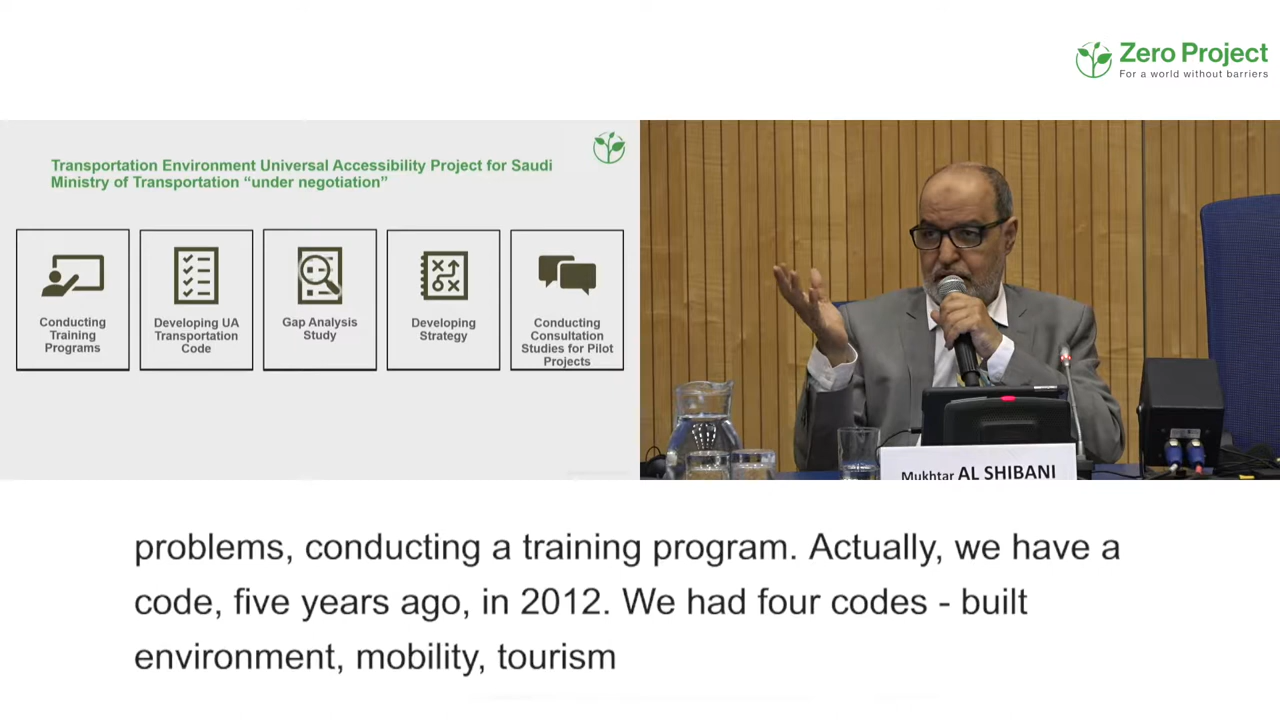 Zero Project
For a world without barriers
Transportation Environment Universal Accessibility Project for Saudi
Ministry of Transportation “under negotiation”
Conducting
Training
Programs
Developing UA
Transportation
Code
Gap Analysis
Study
Developing
Strategy
Conducting
Consultation
Studies for Pilot
Projects
Mukhtar AL SHIBANI
problems, conducting a training program. Actually, we have a
code, five years ago, in 2012. We had four codes - built
environment, mobility, tourism